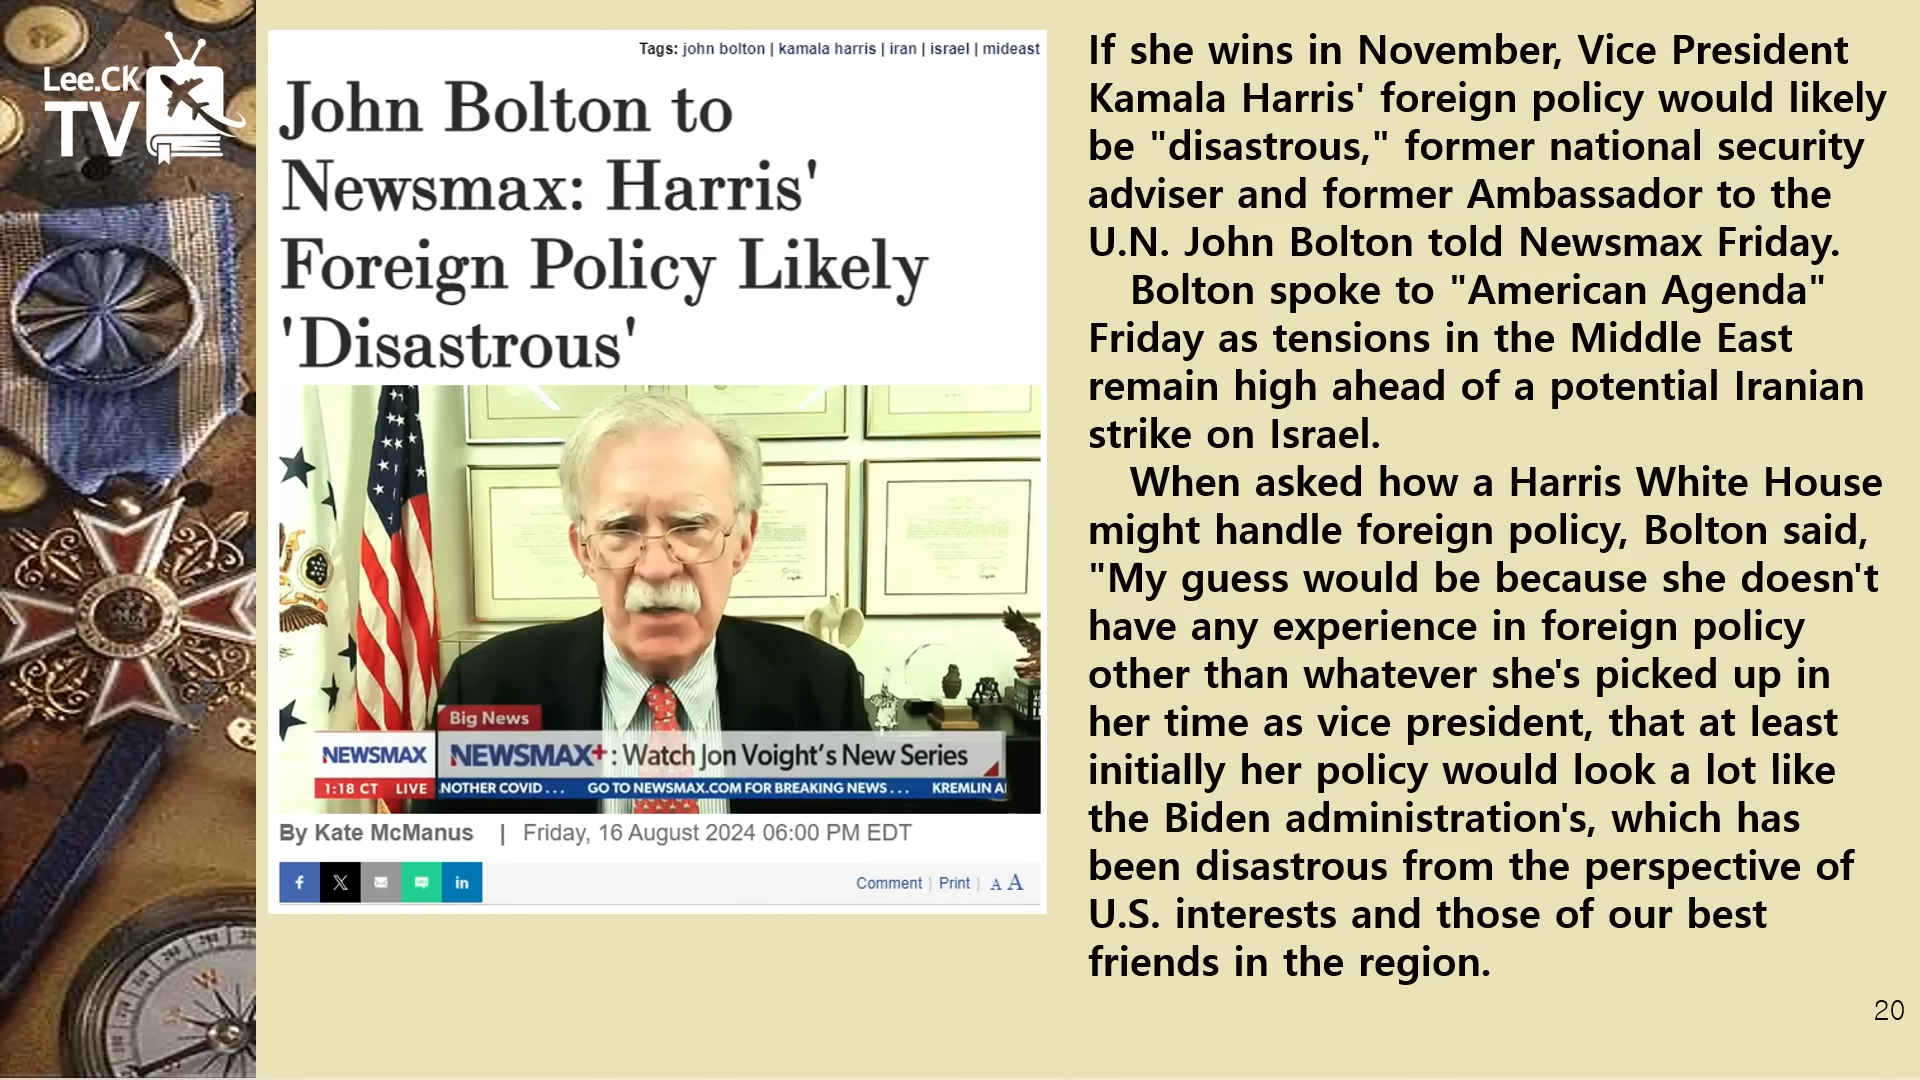 Lee.CK
TV
Tags: john bolton | kamala harris | iran | israel | mideast
John Bolton to
Newsmax: Harris'
Foreign Policy Likely
'Disastrous'
Big News
NEWSMAX
NEWSMAX+: Watch Jon Voight's New Series
1:18 CT LIVE
NOTHER COVID... GO TO NEWSMAX.COM FOR BREAKING NEWS... KREMLIN A
By Kate McManus | Friday, 16 August 2024 06:00 PM EDT
Comment | Print | A A
If she wins in November, Vice President
Kamala Harris' foreign policy would likely
be "disastrous," former national security
adviser and former Ambassador to the
U.N. John Bolton told Newsmax Friday.
Bolton spoke to "American Agenda"
Friday as tensions in the Middle East
remain high ahead of a potential Iranian
strike on Israel.
When asked how a Harris White House
might handle foreign policy, Bolton said,
"My guess would be because she doesn't
have any experience in foreign policy
other than whatever she's picked up in
her time as vice president, that at least
initially her policy would look a lot like
the Biden administration's, which has
been disastrous from the perspective of
U.S. interests and those of our best
friends in the region.
20